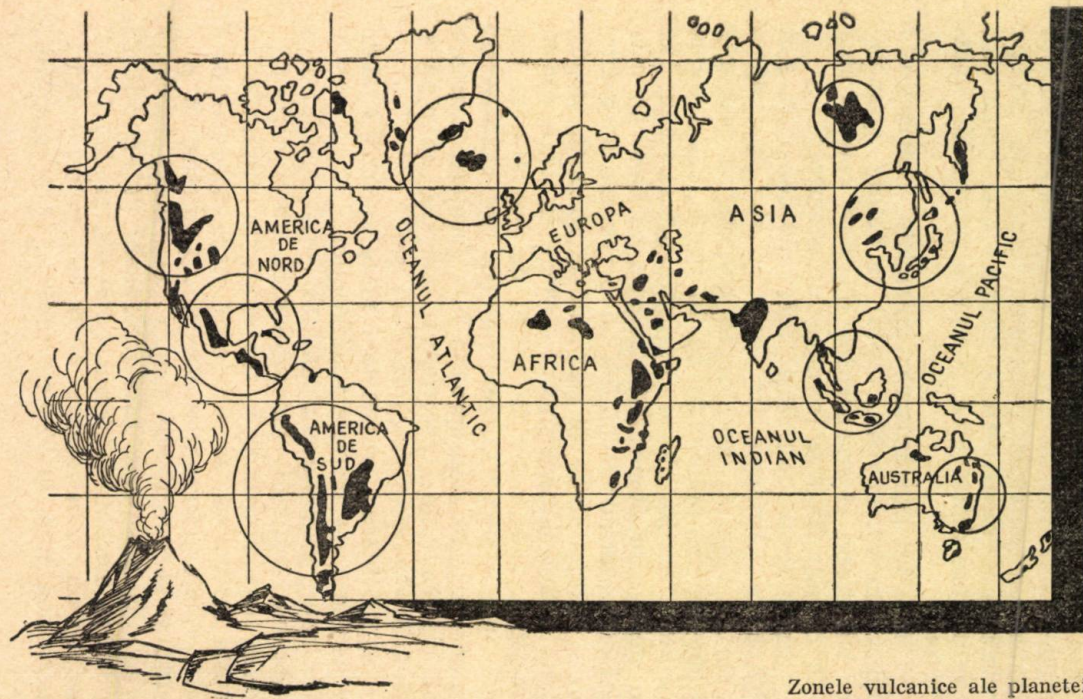 AMERICA
DE
NORD
OCEANUL ATLANTIC
EUROPA
ASIA
OCEANUL PACIFIC
AFRICA
AMERICA
DE
SUD
OCEANUL
INDIAN
AUSTRALIA
Zonele vulcanice ale planetei